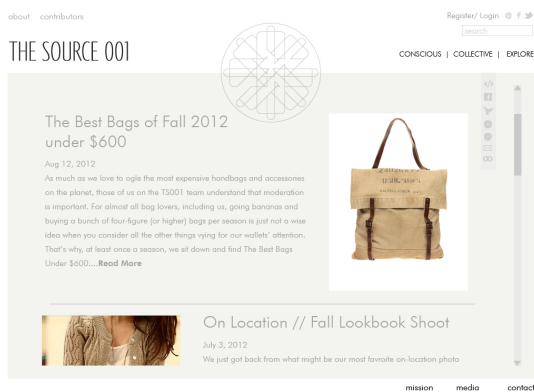 about contributors
Register/ Login
search
THE SOURCE 001
CONSCIOUS | COLLECTIVE | EXPLORE
The Best Bags of Fall 2012
under $600
Aug 12, 2012
As much as we love to ogle the most expensive handbags and accessories
on the planet, those of us on the TS001 team understand that moderation
is important. For almost all bag lovers, including us, going bananas and
buying a bunch of four-figure (or higher) bags per season is just not a wise
idea when you consider all the other things vying for our wallets' attention.
That's why, at least once a season, we sit down and find The Best Bags
Under $600....Read More
On Location // Fall Lookbook Shoot
July 3, 2012
We just got back from what might be our most favroite on-location photo
mission media contact